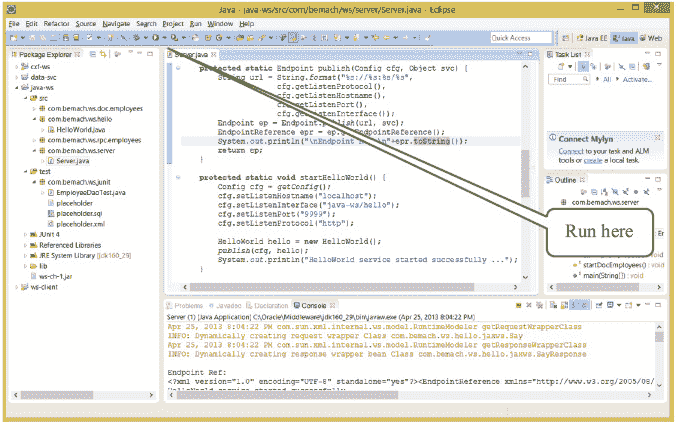 Java - java-ws/src/com/bemach/ws/server/Server.java - Eclipse
File Edit Refactor Source Navigate Search Project Run Window Help
Quick Access
Java EE
Java
Web
Package Explorer
cxf-ws
data-svc
java-ws
src
com.bemach.ws.doc.employees
com.bemach.ws.hello
HelloWorld.java
com.bemach.ws.rpc.employees
com.bemach.ws.server
Server.java
test
com.bemach.ws.junit
EmployeeDaoTest.java
placeholder
placeholder.sql
placeholder.xml
JUnit 4
Referenced Libraries
JRE System Library [jdk160_29]
lib
ws-ch-1.jar
ws-client
Server.java
protected static Endpoint publish(Config cfg, Object svc) {
String url = String.format("%s://%s:%s/%s",
cfg.getListenProtocol(),
cfg.getListenHostname(),
cfg.getListenPort(),
cfg.getListenInterface());
Endpoint ep = Endpoint.publish(url, svc);
EndpointReference epr = ep.getEndpointReference();
System.out.println("\nEndpoint Ref:\n"+epr.toString());
return ep;
}
protected static void startHelloWorld() {
Config cfg = getConfig();
cfg.setListenHostname("localhost");
cfg.setListenInterface("java-ws/hello");
cfg.setListenPort("9999");
cfg.setListenProtocol("http");
HelloWorld hello = new HelloWorld();
publish(cfg, hello);
System.out.println("HelloWorld service started successfully ...");
}
Task List
Find
All
Activate...
Connect Mylyn
Connect to your task and ALM
tools or create a local task.
Outline
com.bemach.ws.server
Run here
startDocEmployees() : void
main(String[]) : void
Problems
Javadoc
Declaration
Console
Server (1) [Java Application] C:\Oracle\Middleware\jdk160_29\bin\javaw.exe (Apr 25, 2013 8:04:22 PM)
Apr 25, 2013 8:04:22 PM com.sun.xml.internal.ws.model.RuntimeModeler getRequestWrapperClass
INFO: Dynamically creating request wrapper Class com.bemach.ws.hello.jaxws.Say
Apr 25, 2013 8:04:22 PM com.sun.xml.internal.ws.model.RuntimeModeler getResponseWrapperClass
INFO: Dynamically creating response wrapper bean Class com.bemach.ws.hello.jaxws.SayResponse
Endpoint Ref:
<?xml version="1.0" encoding="UTF-8" standalone="yes"?><EndpointReference xmlns="http://www.w3.org/2005/08/